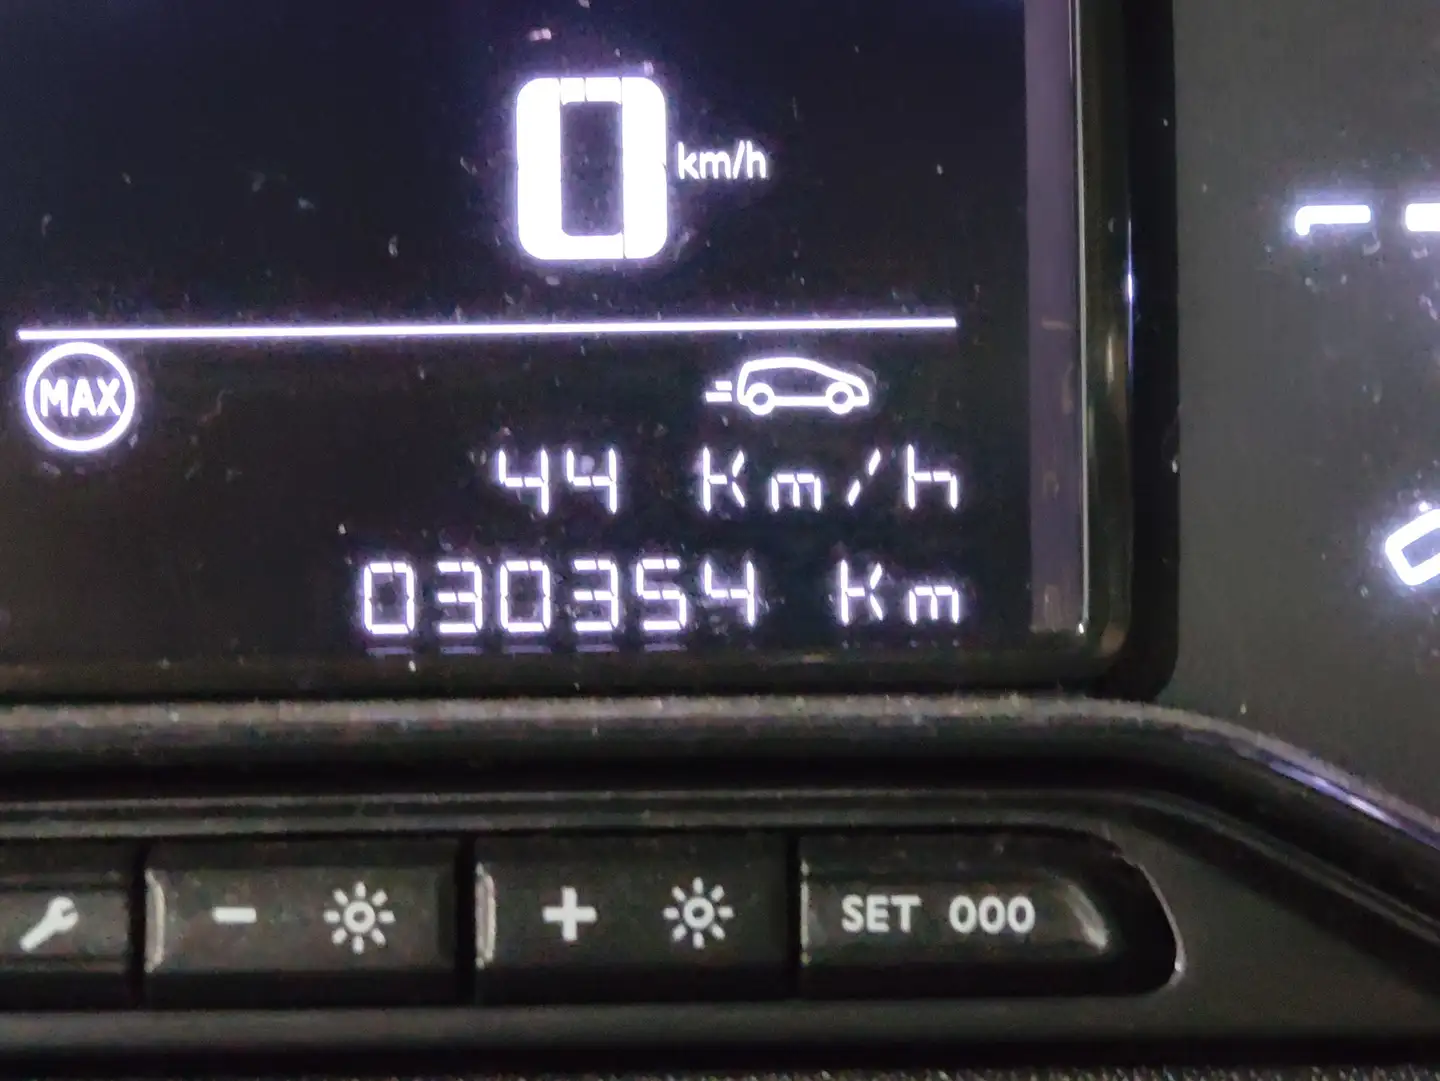 0 km/h
MAX
44 Km/h
030354 Km
- + SET 000